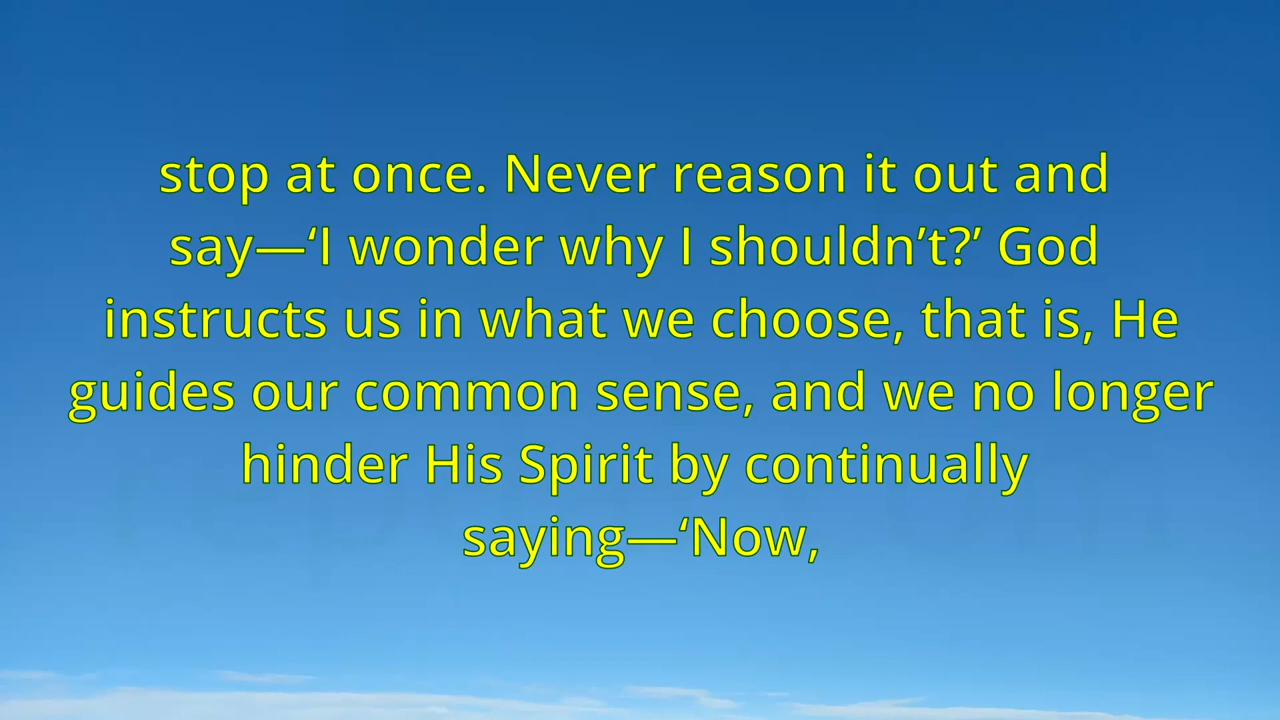 stop at once. Never reason it out and
say—‘I wonder why I shouldn’t?’ God
instructs us in what we choose, that is, He
guides our common sense, and we no longer
hinder His Spirit by continually
saying—‘Now,